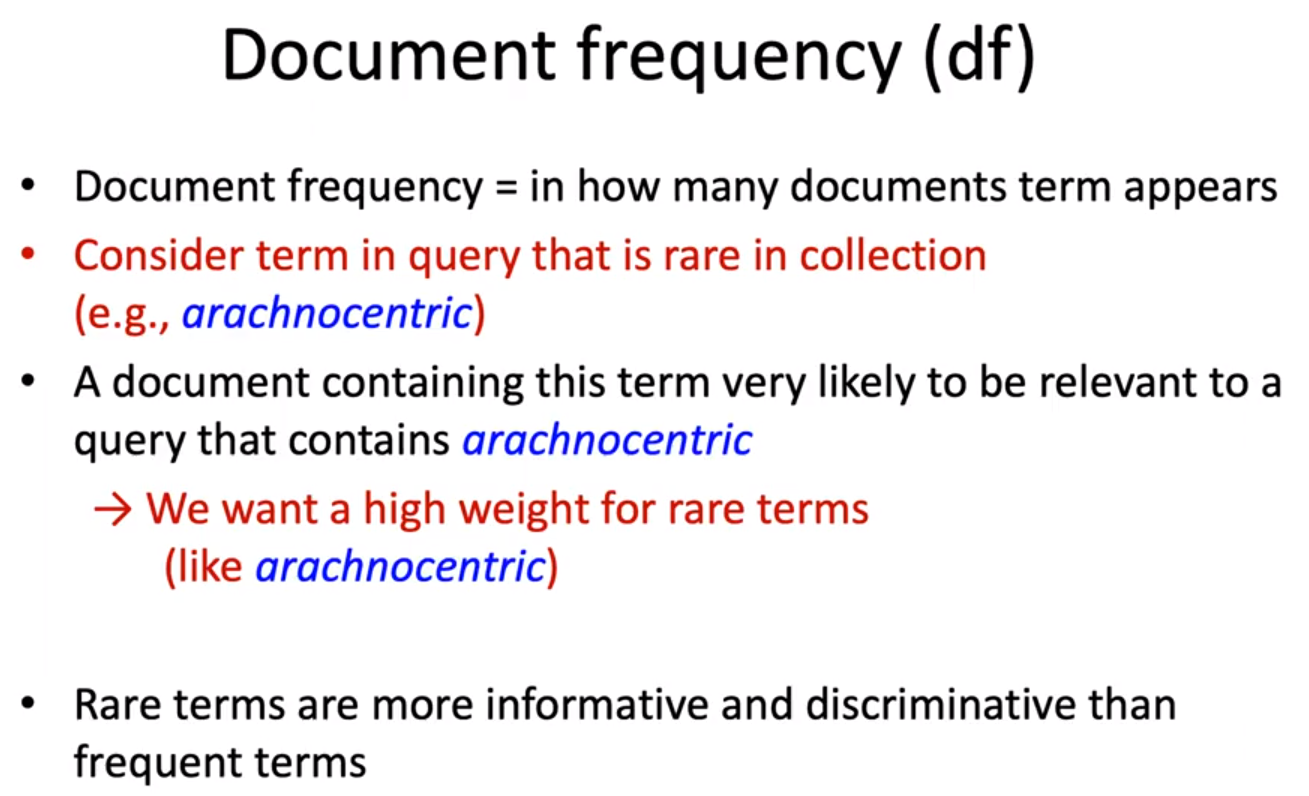 Document frequency (df)
• Document frequency = in how many documents term appears
• Consider term in query that is rare in collection
(e.g., arachnocentric)
• A document containing this term very likely to be relevant to a
query that contains arachnocentric
→ We want a high weight for rare terms
(like arachnocentric)
• Rare terms are more informative and discriminative than
frequent terms